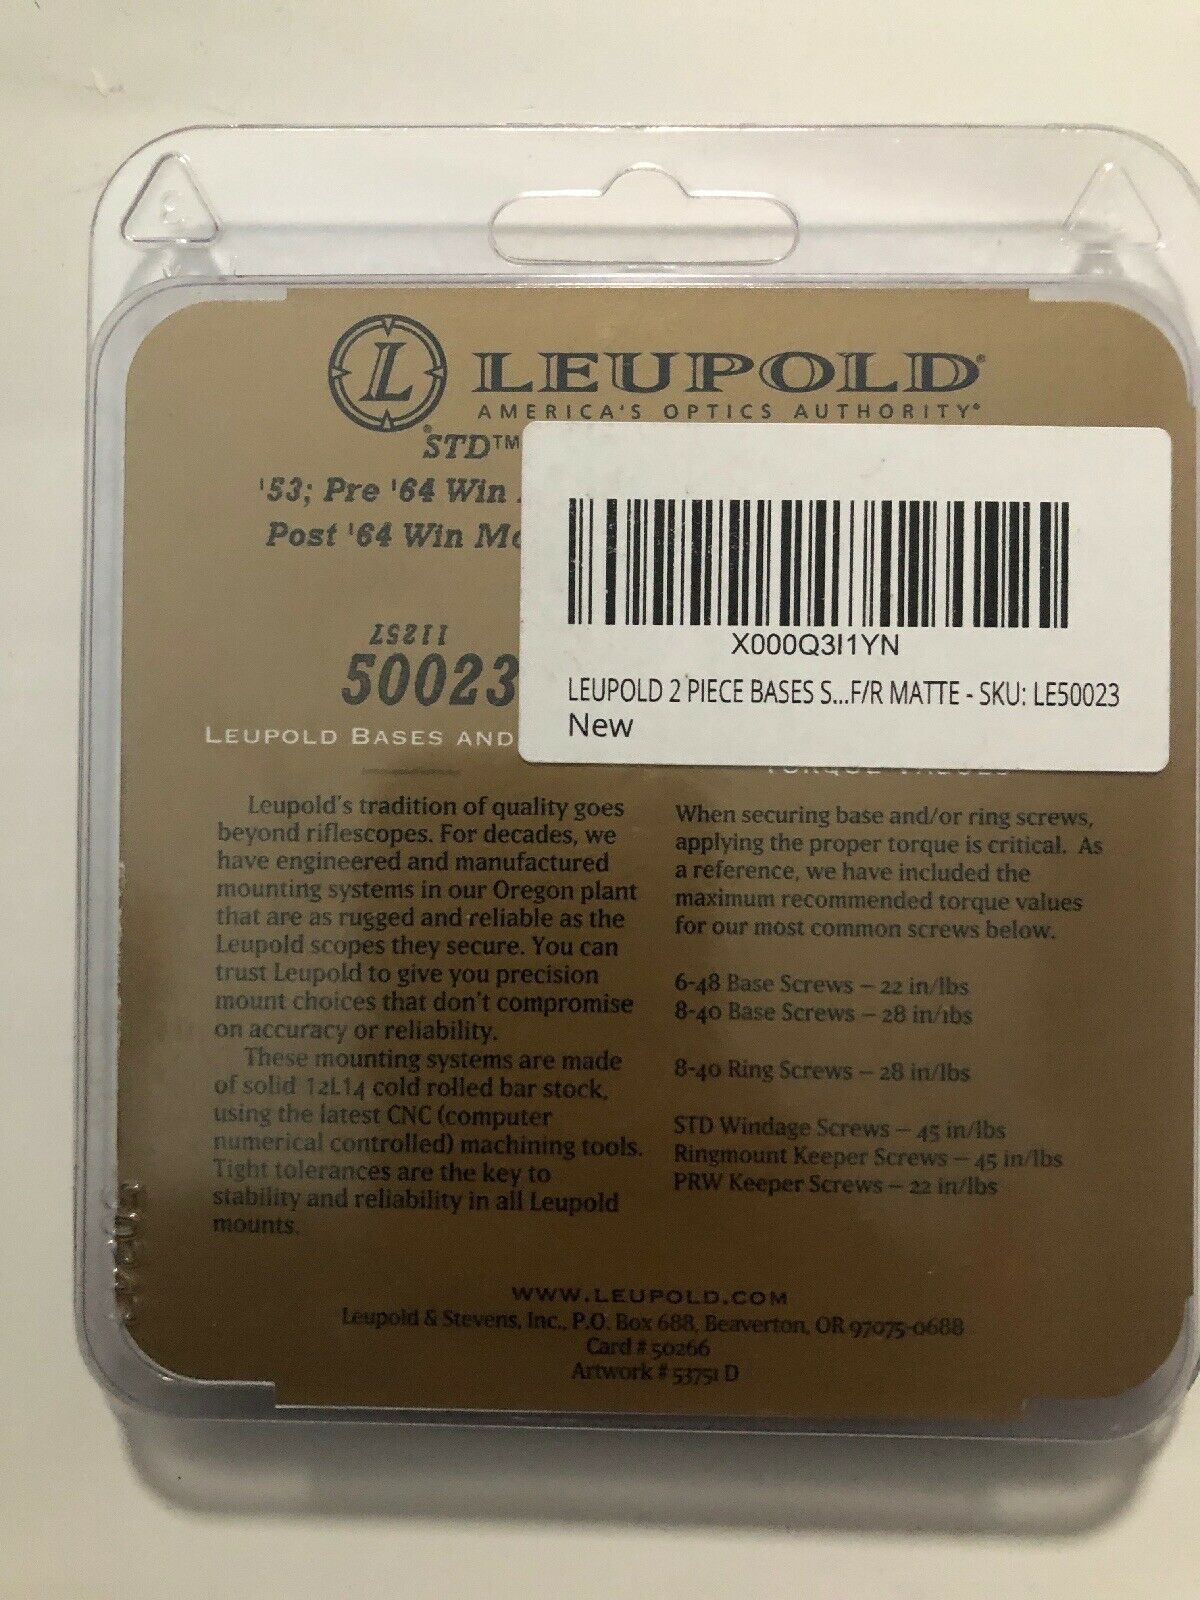 L
LEUPOLD®
AMERICA'S OPTICS AUTHORITY®
® STD™
'53; Pre '64 Win
Post '64 Win Mo
11257
50023
LEUPOLD BASES AND
X000Q3I1YN
LEUPOLD 2 PIECE BASES S...F/R MATTE - SKU: LE50023
New
Leupold's tradition of quality goes
beyond riflescopes. For decades, we
have engineered and manufactured
mounting systems in our Oregon plant
that are as rugged and reliable as the
Leupold scopes they secure. You can
trust Leupold to give you precision
mount choices that don't compromise
on accuracy or reliability.
These mounting systems are made
of solid 12L14 cold rolled bar stock,
using the latest CNC (computer
numerical controlled) machining tools.
Tight tolerances are the key to
stability and reliability in all Leupold
mounts.
TORQUE VALUES
When securing base and/or ring screws,
applying the proper torque is critical. As
a reference, we have included the
maximum recommended torque values
for our most common screws below.
6-48 Base Screws – 22 in/lbs
8-40 Base Screws – 28 in/lbs
8-40 Ring Screws – 28 in/lbs
STD Windage Screws – 45 in/lbs
Ringmount Keeper Screws – 45 in/lbs
PRW Keeper Screws – 22 in/lbs
WWW.LEUPOLD.COM
Leupold & Stevens, Inc., P.O. Box 688, Beaverton, OR 97075-0688
Card # 50266
Artwork # 53751 D